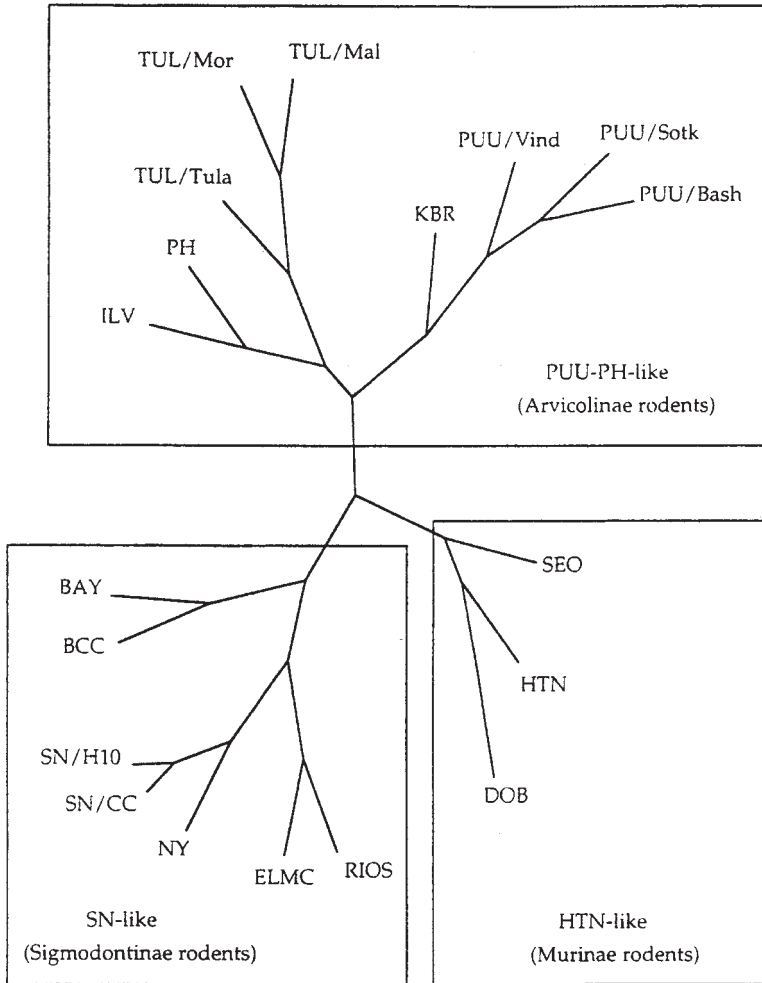 TUL/Mor
TUL/Mal
TUL/Tula
PH
ILV
KBR
PUU/Vind
PUU/Sotk
PUU/Bash
PUU-PH-like
(Arvicolinae rodents)
BAY
BCC
SN/H10
SN/CC
NY
ELMC
RIOS
SN-like
(Sigmodontinae rodents)
SEO
HTN
DOB
HTN-like
(Murinae rodents)